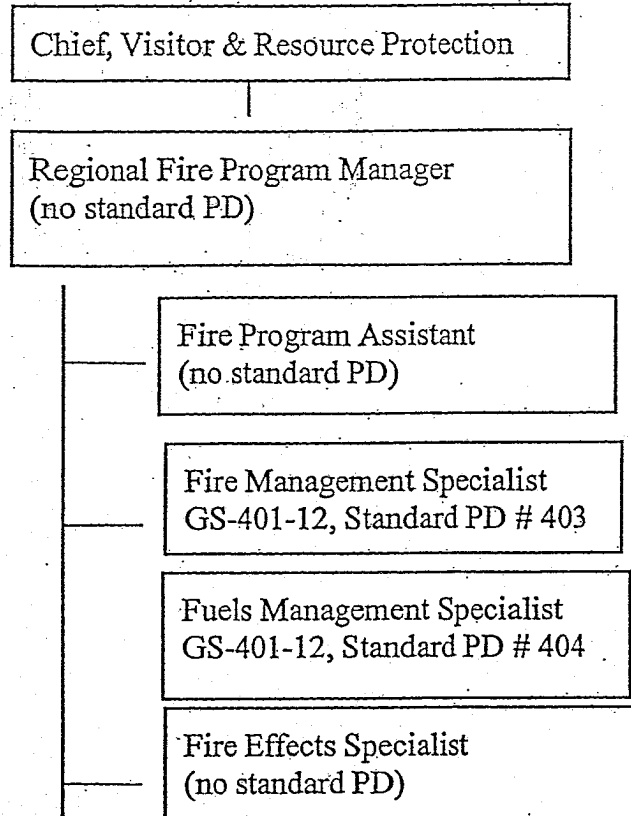 Chief, Visitor & Resource Protection
Regional Fire Program Manager
(no standard PD)
Fire Program Assistant
(no standard PD)
Fire Management Specialist
GS-401-12, Standard PD # 403
Fuels Management Specialist
GS-401-12, Standard PD # 404
Fire Effects Specialist
(no standard PD)